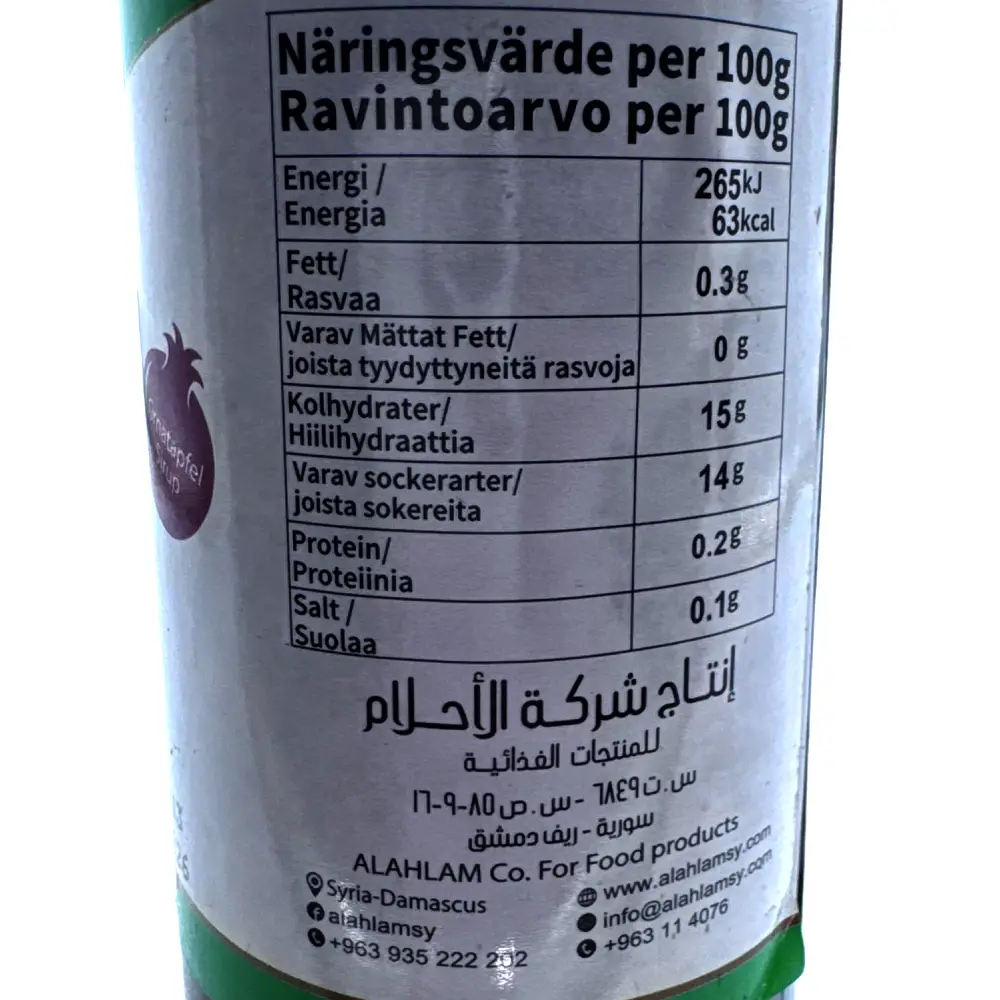 Näringsvärde per 100g
Ravintoarvo per 100g
Energi /
Energia
265kJ
63kcal
Fett/
Rasvaa
0.3g
Varav Mättat Fett/
joista tyydyttyneitä rasvoja
0 g
Kolhydrater/
Hiilihydraattia
15g
Varav sockerarter/
joista sokereita
14g
Protein/
Proteiinia
0.2g
Salt /
Suolaa
0.1g
Sirup
إنتاج شركة الأحلام
للمنتجات الغذائية
س.ت ٦٨٤٩ - س.ص ٨٥-٩-١٦
سورية - ريف دمشق
ALAHLAM Co. For Food products
Syria-Damascus
alahlamsy
+963 935 222 202
www.alahlamsy.com
info@alahlamsy.com
+963 11 4076